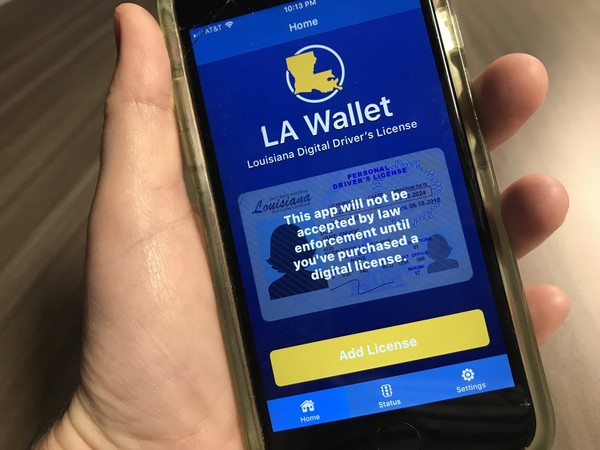 AT&T
10:13 PM
Home
LA Wallet
Louisiana Digital Driver's License
PERSONAL
DRIVER'S LICENSE
Louisiana
This app will not be
accepted by law
enforcement until
you've purchased a
digital license.
Add License
Home
Status
Settings